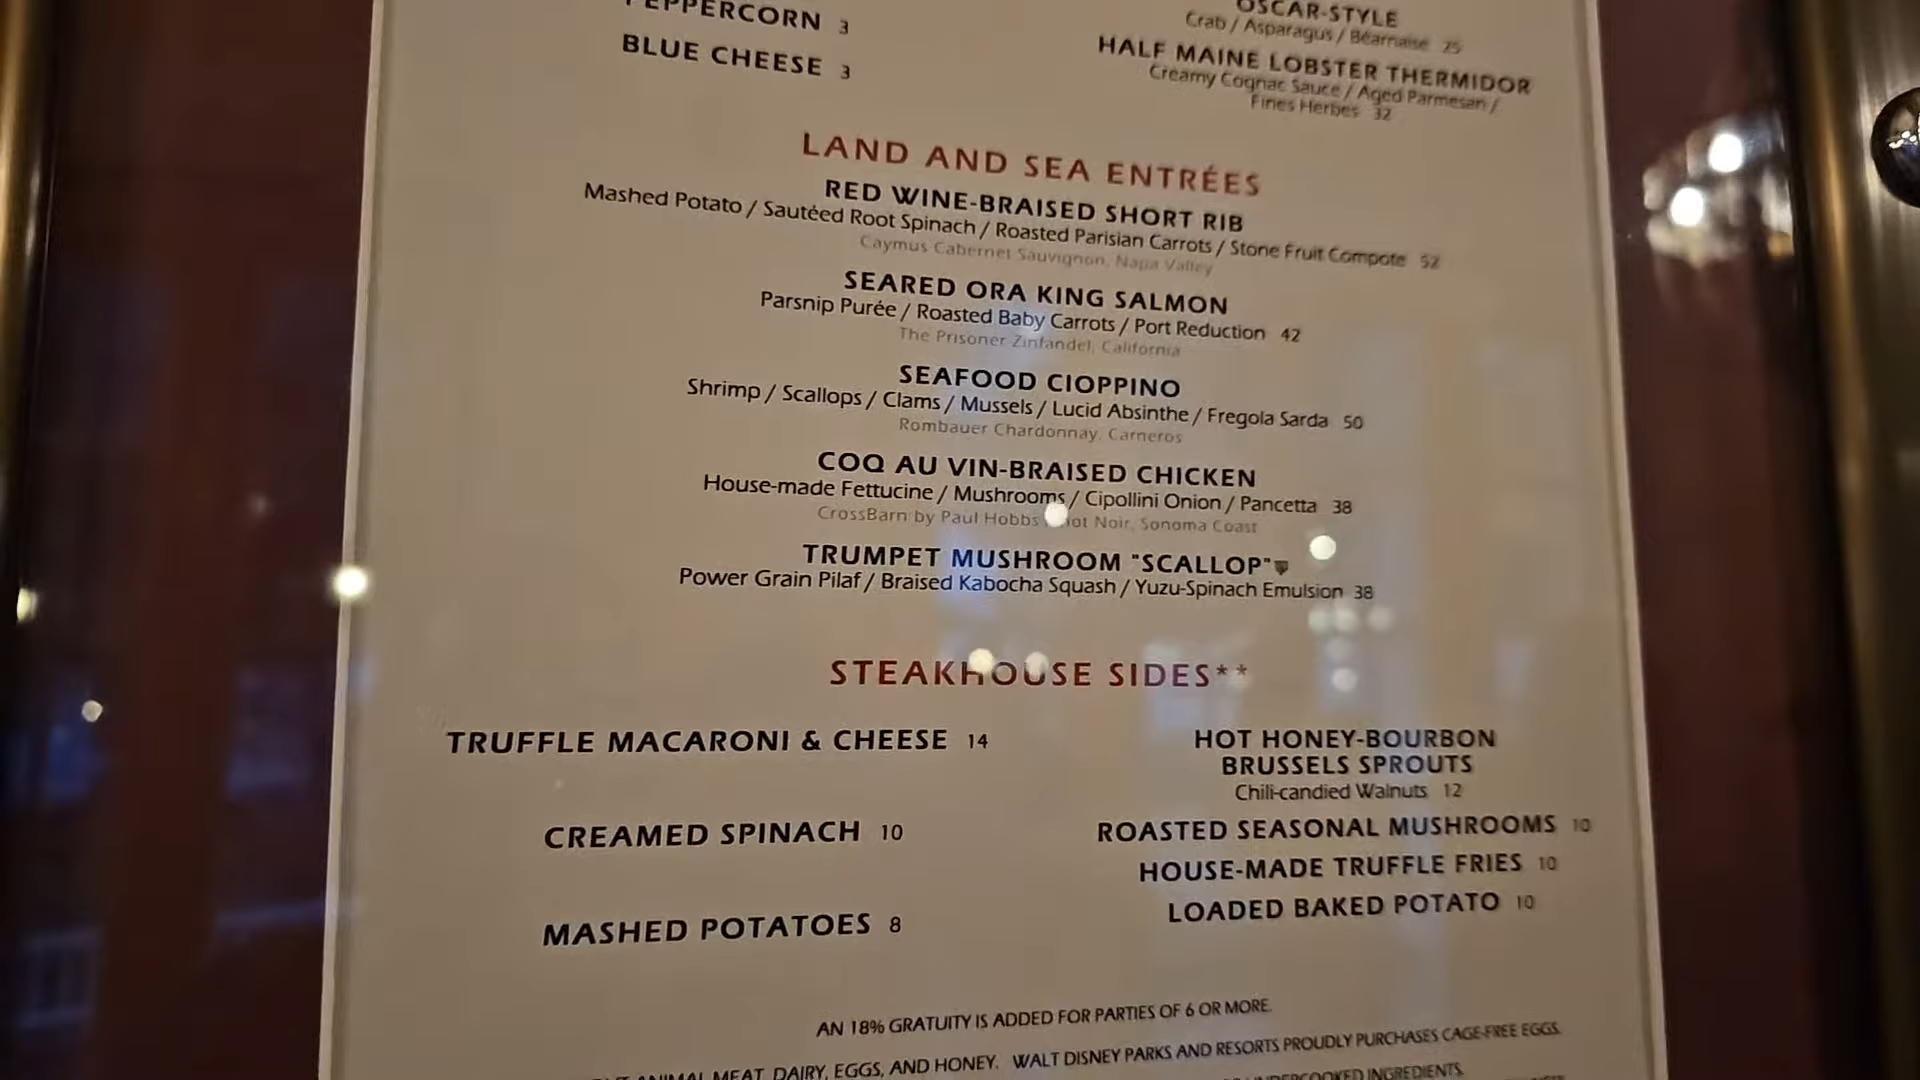 PEPPERCORN 3
BLUE CHEESE 3
OSCAR-STYLE
Crab / Asparagus / Béarnaise 25
HALF MAINE LOBSTER THERMIDOR
Creamy Cognac Sauce / Aged Parmesan /
Fines Herbes 32
LAND AND SEA ENTRÉES
RED WINE-BRAISED SHORT RIB
Mashed Potato / Sautéed Root Spinach / Roasted Parisian Carrots / Stone Fruit Compote 52
Caymus Cabernet Sauvignon, Napa Valley
SEARED ORA KING SALMON
Parsnip Purée / Roasted Baby Carrots / Port Reduction 42
The Prisoner Zinfandel, California
SEAFOOD CIOPPINO
Shrimp / Scallops / Clams / Mussels / Lucid Absinthe / Fregola Sarda 50
Rombauer Chardonnay, Carneros
COQ AU VIN-BRAISED CHICKEN
House-made Fettucine / Mushrooms / Cipollini Onion / Pancetta 38
CrossBarn by Paul Hobbs Pinot Noir, Sonoma Coast
TRUMPET MUSHROOM "SCALLOP"
Power Grain Pilaf / Braised Kabocha Squash / Yuzu-Spinach Emulsion 38
STEAKHOUSE SIDES**
TRUFFLE MACARONI & CHEESE 14
CREAMED SPINACH 10
MASHED POTATOES 8
HOT HONEY-BOURBON
BRUSSELS SPROUTS
Chili-candied Walnuts 12
ROASTED SEASONAL MUSHROOMS 10
HOUSE-MADE TRUFFLE FRIES 10
LOADED BAKED POTATO 10
AN 18% GRATUITY IS ADDED FOR PARTIES OF 6 OR MORE.
ANIMAL MEAT, DAIRY, EGGS, AND HONEY. WALT DISNEY PARKS AND RESORTS PROUDLY PURCHASES CAGE-FREE EGGS.
UNDERCOOKED INGREDIENTS.